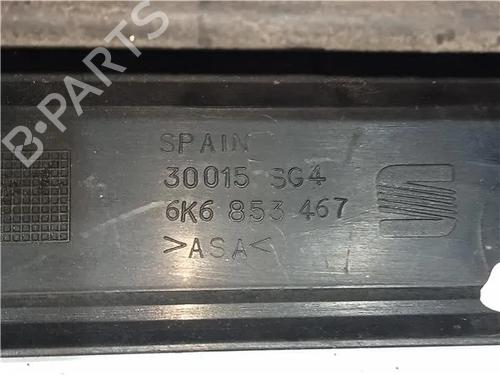 B-PARTS
SPAIN
30015 SG4
6K6 853 467
>ASA<